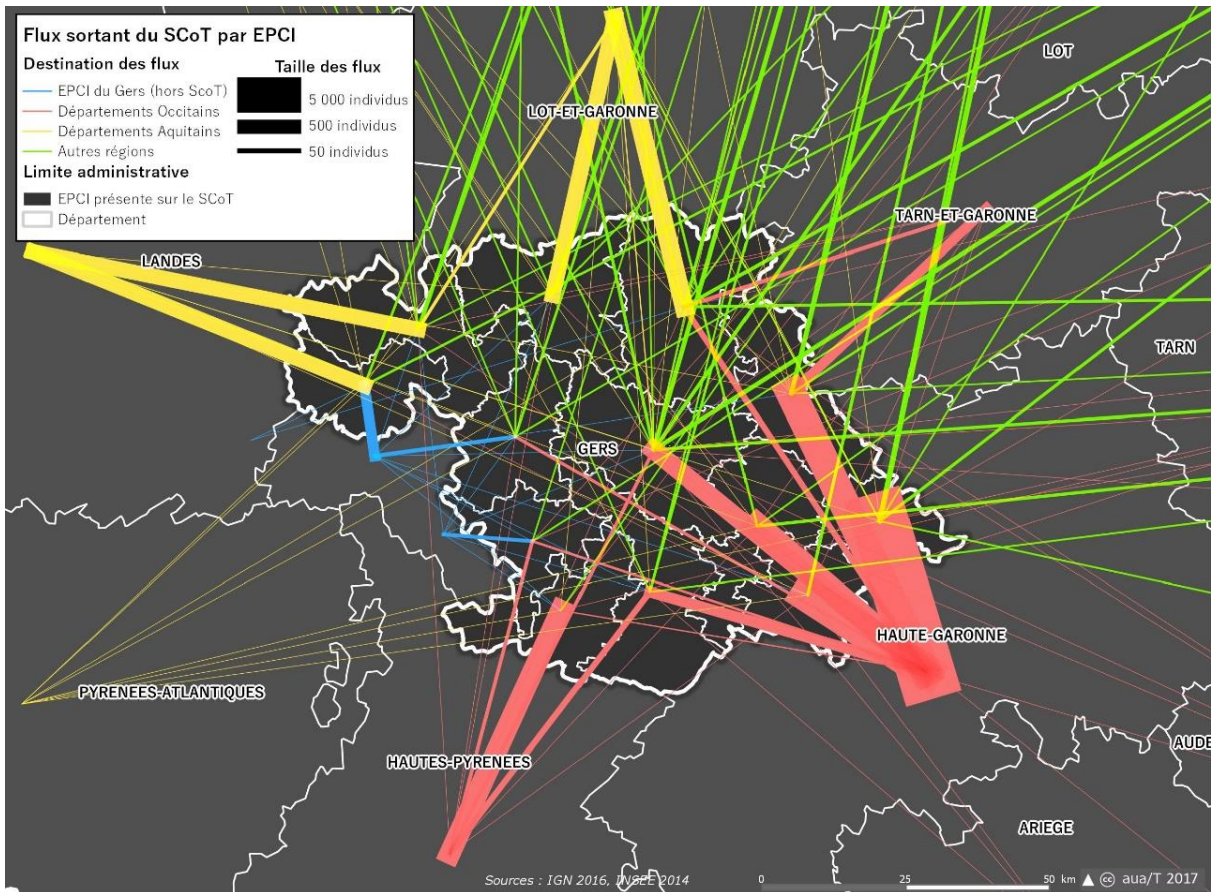 Flux sortant du SCoT par EPCI
Destination des flux
EPCI du Gers (hors ScoT)
Départements Occitains
Départements Aquitains
Autres régions
Taille des flux
5 000 individus
500 individus
50 individus
Limite administrative
EPCI présente sur le SCoT
Département
LOT
LOT-ET-GARONNE
TARN-ET-GARONNE
LANDES
TARN
GERS
HAUTE-GARONNE
PYRENEES-ATLANTIQUES
AUDE
HAUTES-PYRENEES
ARIEGE
Sources : IGN 2016, INSEE 2014
0 25 50 km cc aua/T 2017